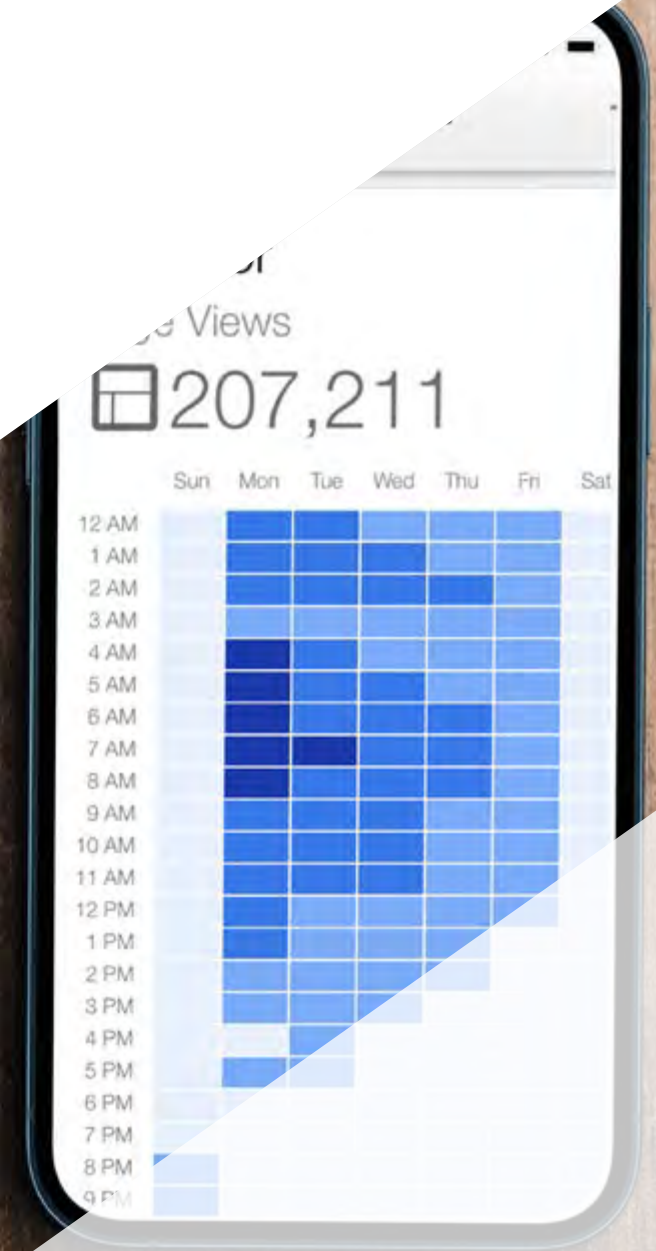 Views
207,211
Sun Mon Tue Wed Thu Fri Sat
12 AM
1 AM
2 AM
3 AM
4 AM
5 AM
6 AM
7 AM
8 AM
9 AM
10 AM
11 AM
12 PM
1 PM
2 PM
3 PM
4 PM
5 PM
6 PM
7 PM
8 PM
9 PM